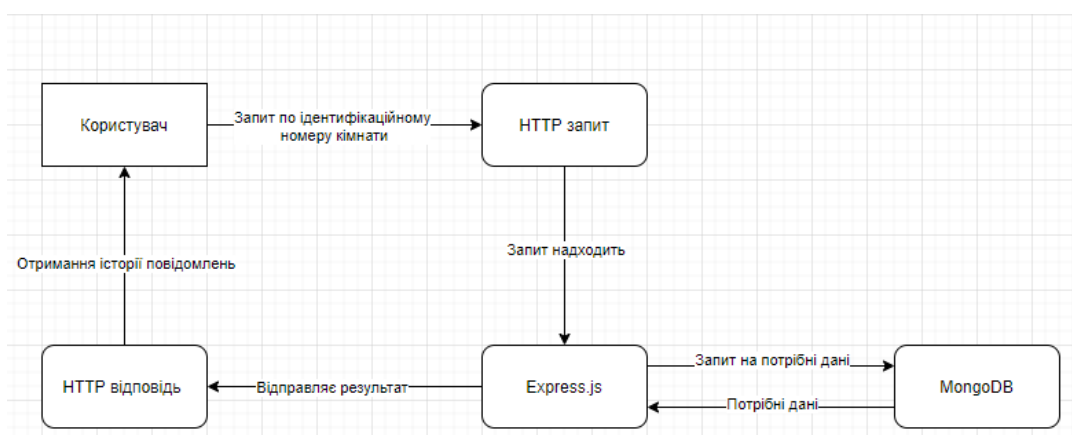 Користувач
Запит по ідентифікаційному
номеру кімнати
HTTP запит
Запит надходить
Отримання історії повідомлень
HTTP відповідь
Відправляє результат
Express.js
Запит на потрібні дані
Потрібні дані
MongoDB